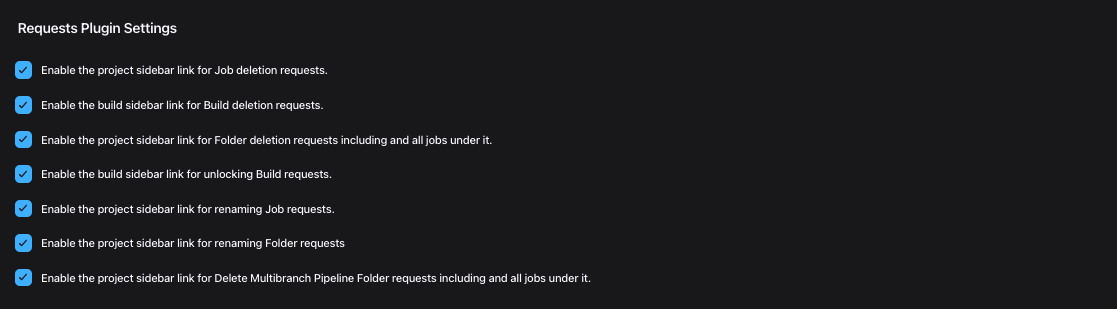 Requests Plugin Settings
Enable the project sidebar link for Job deletion requests.
Enable the build sidebar link for Build deletion requests.
Enable the project sidebar link for Folder deletion requests including and all jobs under it.
Enable the build sidebar link for unlocking Build requests.
Enable the project sidebar link for renaming Job requests.
Enable the project sidebar link for renaming Folder requests
Enable the project sidebar link for Delete Multibranch Pipeline Folder requests including and all jobs under it.